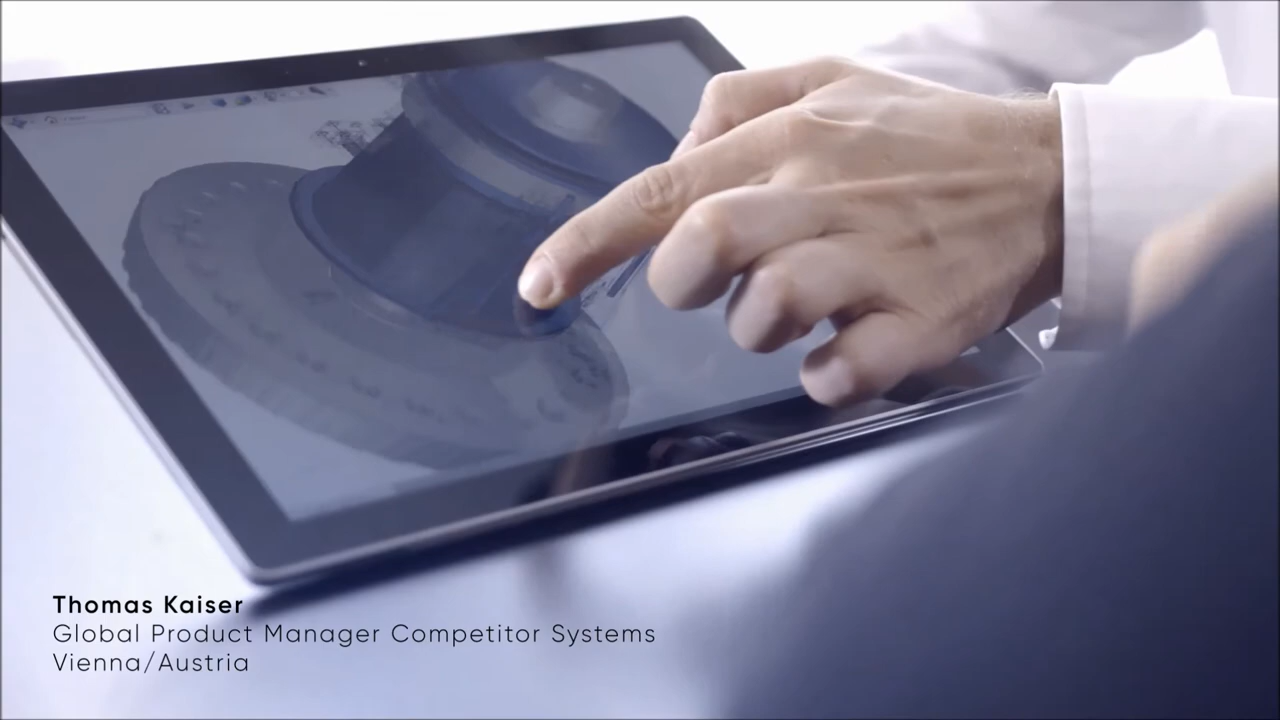 Thomas Kaiser
Global Product Manager Competitor Systems
Vienna/Austria